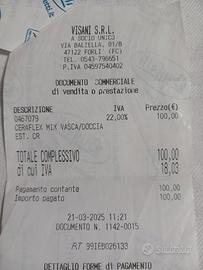 VISANI S.R.L.
A SOCIO UNICO
VIA BALZELLA, 81/B
47122 FORLI' (FC)
Tel. 0543-796651
P.IVA 04597540402
DOCUMENTO COMMERCIALE
di vendita o prestazione
DESCRIZIONE IVA Prezzo(€)
0467079 22,00% 100,00
CERAFLEX MIX VASCA/DOCCIA
EST. CR
TOTALE COMPLESSIVO 100,00
di cui IVA 18,03
Pagamento contante 100,00
Importo pagato 100,00
21-03-2025 11:21
DOCUMENTO N. 1142-0015
RT 99IEB026133
DETTAGLIO FORME di PAGAMENTO